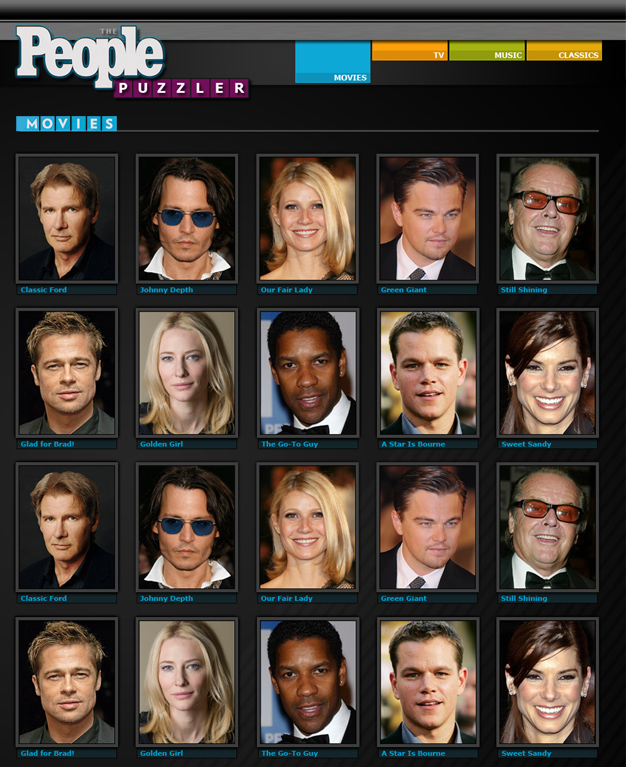 THE
People
PUZZLER
MOVIES
TV
MUSIC
CLASSICS
MOVIES
Classic Ford
Johnny Depth
Our Fair Lady
Green Giant
Still Shining
Glad for Brad!
Golden Girl
The Go-To Guy
A Star Is Bourne
Sweet Sandy
Classic Ford
Johnny Depth
Our Fair Lady
Green Giant
Still Shining
Glad for Brad!
Golden Girl
The Go-To Guy
A Star Is Bourne
Sweet Sandy